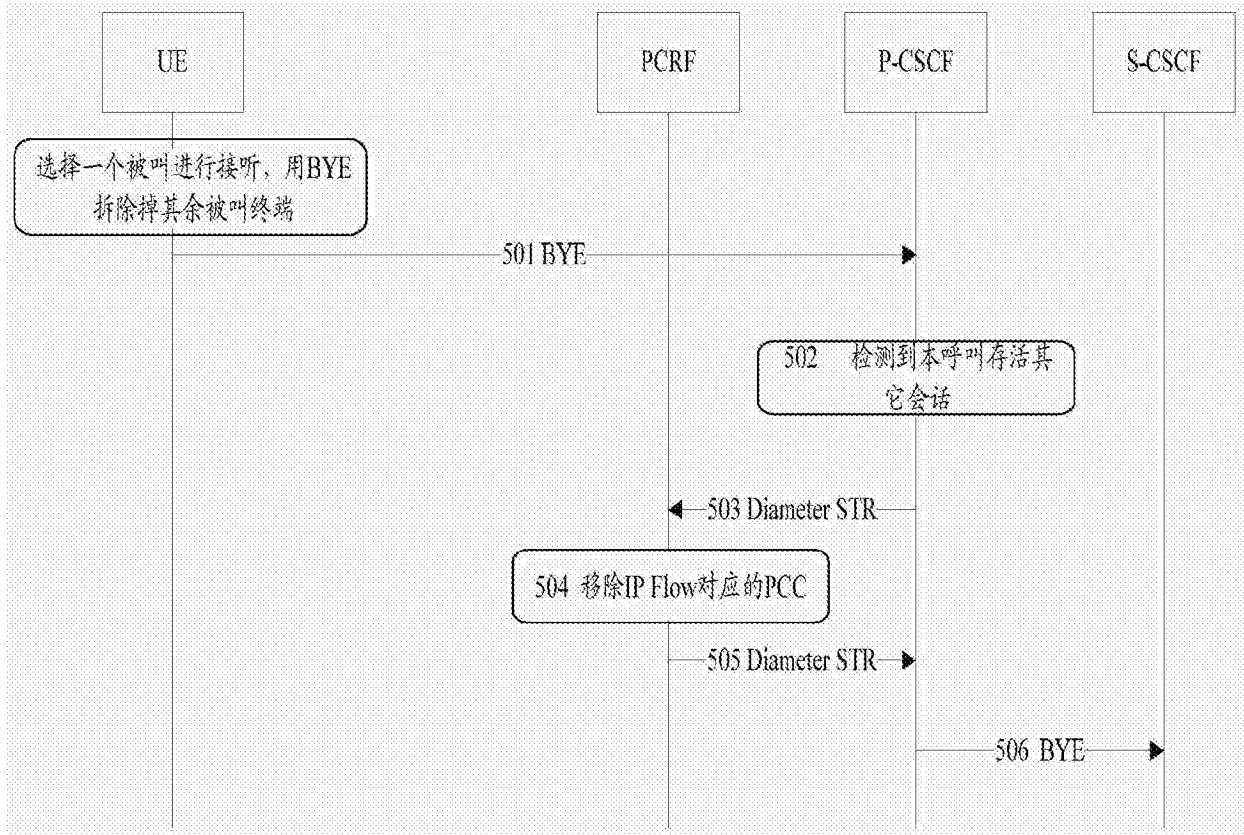 UE
PCRF
P-CSCF
S-CSCF
选择一个被叫进行接听,用BYE
拆除掉其余被叫终端
501 BYE
502 检测到本呼叫存活其
它会话
503 Diameter STR
504 移除IP Flow对应的PCC
505 Diameter STR
506 BYE